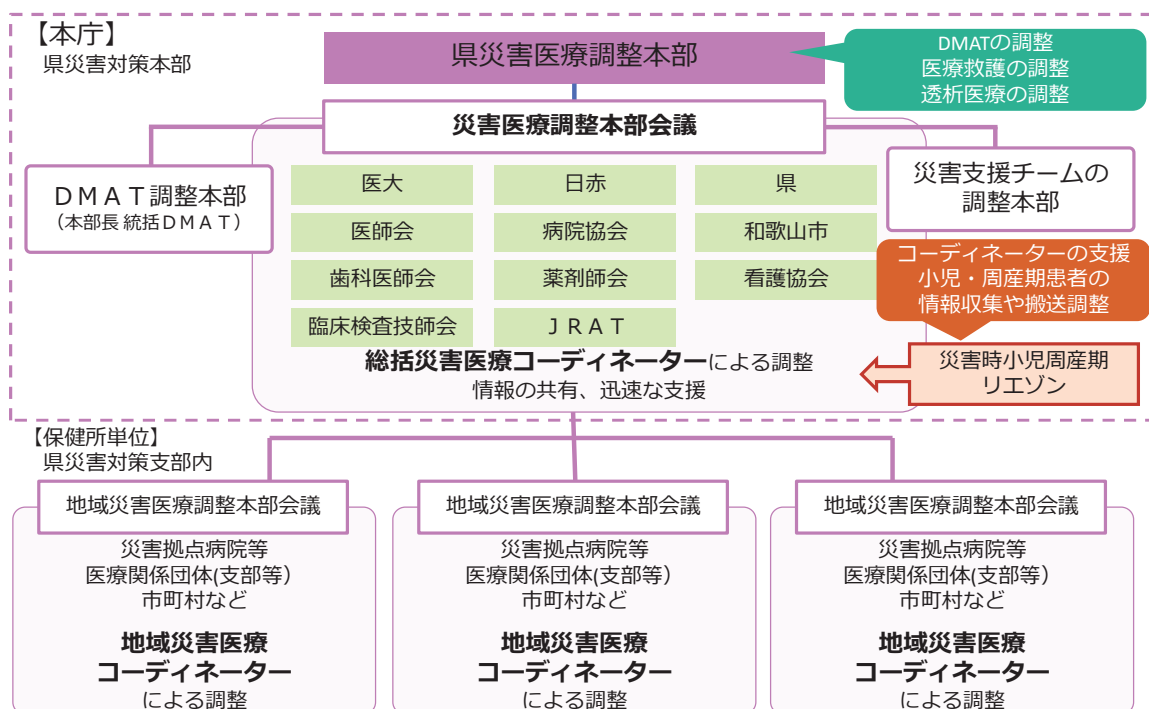 【本庁】
県災害対策本部
県災害医療調整本部
DMATの調整
医療救護の調整
透析医療の調整
災害医療調整本部会議
ＤＭＡＴ調整本部
（本部長 統括ＤＭＡＴ）
災害支援チームの
調整本部
医大
日赤
県
医師会
病院協会
和歌山市
歯科医師会
薬剤師会
看護協会
臨床検査技師会
ＪＲＡＴ
コーディネーターの支援
小児・周産期患者の
情報収集や搬送調整
総括災害医療コーディネーターによる調整
情報の共有、迅速な支援
災害時小児周産期
リエゾン
【保健所単位】
県災害対策支部内
地域災害医療調整本部会議
災害拠点病院等
医療関係団体(支部等）
市町村など
地域災害医療
コーディネーター
による調整
地域災害医療調整本部会議
災害拠点病院等
医療関係団体(支部等）
市町村など
地域災害医療
コーディネーター
による調整
地域災害医療調整本部会議
災害拠点病院等
医療関係団体(支部等）
市町村など
地域災害医療
コーディネーター
による調整